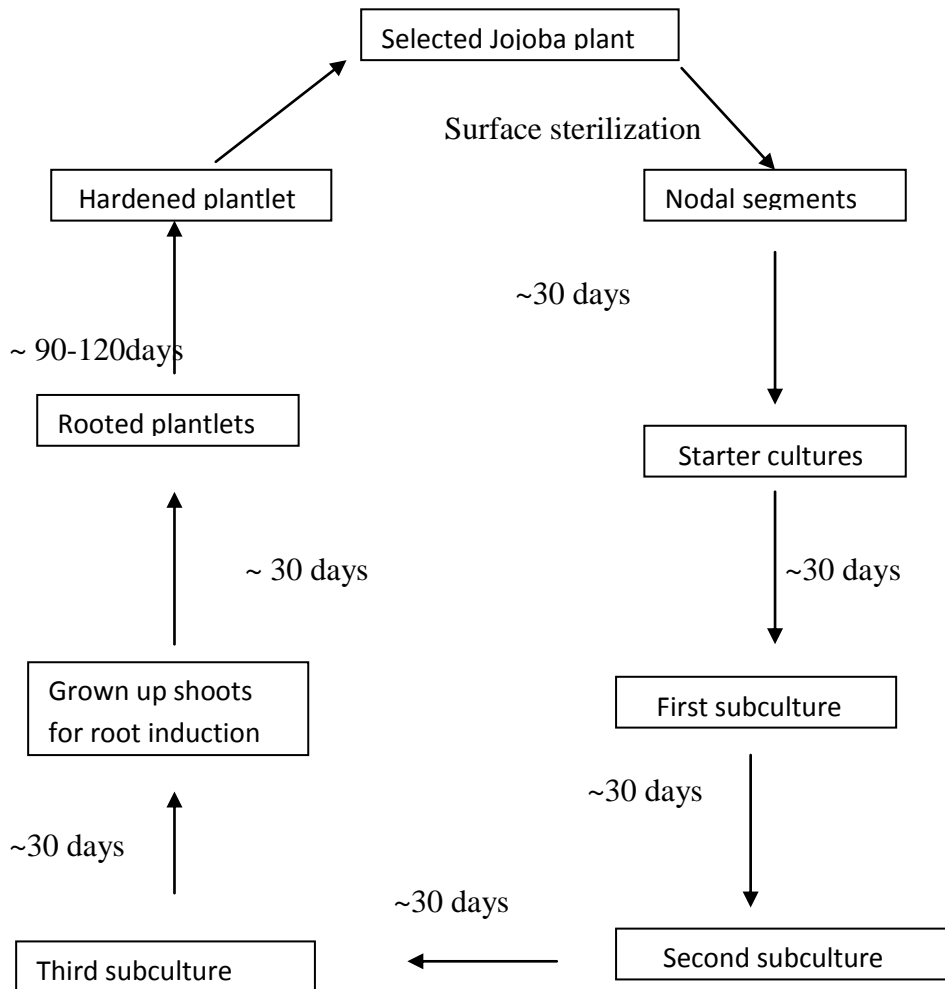 Selected Jojoba plant
Surface sterilization
Hardened plantlet
Nodal segments
~30 days
~ 90-120days
Rooted plantlets
Starter cultures
~ 30 days
~30 days
Grown up shoots
for root induction
First subculture
~30 days
~30 days
~30 days
Third subculture
Second subculture